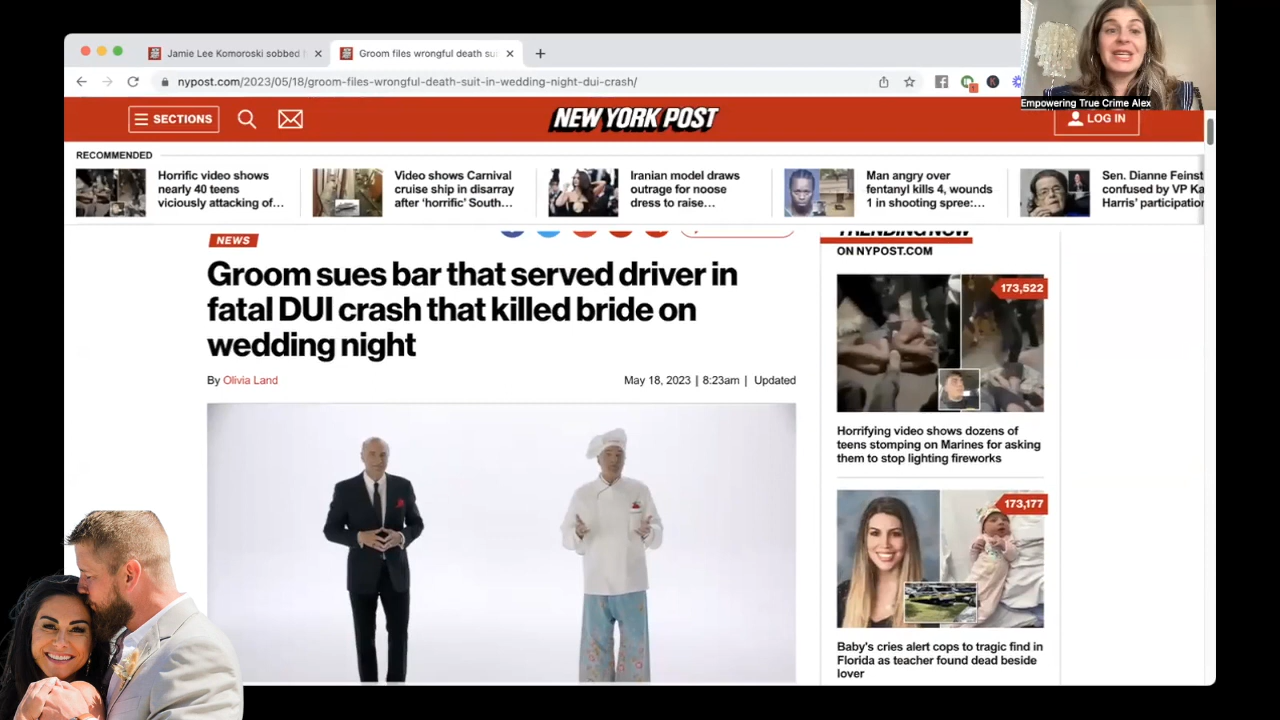 Jamie Lee Komoroski sobbed
Groom files wrongful death su
nypost.com/2023/05/18/groom-files-wrongful-death-suit-in-wedding-night-dui-crash/
Empowering True Crime Alex
SECTIONS
NEW YORK POST
LOG IN
RECOMMENDED
Horrific video shows
nearly 40 teens
viciously attacking of...
Video shows Carnival
cruise ship in disarray
after ‘horrific’ South...
Iranian model draws
outrage for noose
dress to raise...
Man angry over
fentanyl kills 4, wounds
1 in shooting spree:...
Sen. Dianne Feinst
confused by VP Ka
Harris’ participation
NEWS
Groom sues bar that served driver in
fatal DUI crash that killed bride on
wedding night
By Olivia Land
May 18, 2023 | 8:23am | Updated
TRENDING NOW
ON NYPOST.COM
173,522
Horrifying video shows dozens of
teens stomping on Marines for asking
them to stop lighting fireworks
173,177
Baby's cries alert cops to tragic find in
Florida as teacher found dead beside
lover